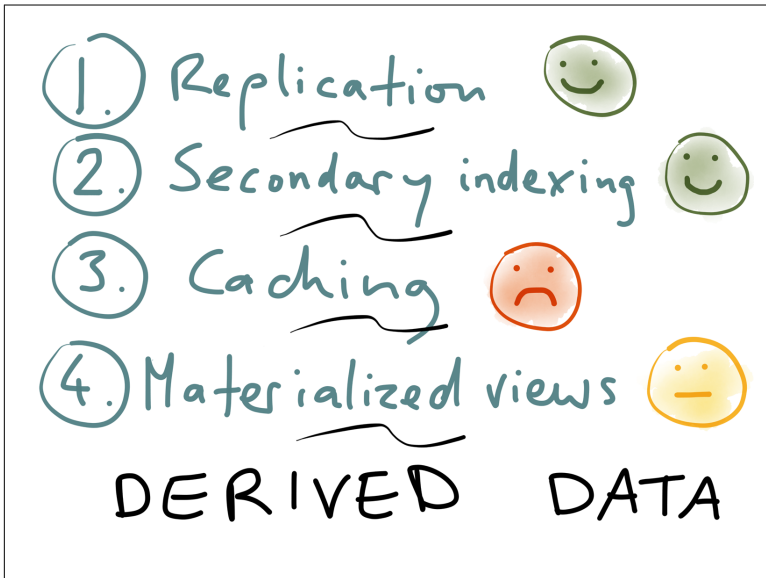 1. Replication
2. Secondary indexing
3. Caching
4. Materialized views
DERIVED DATA